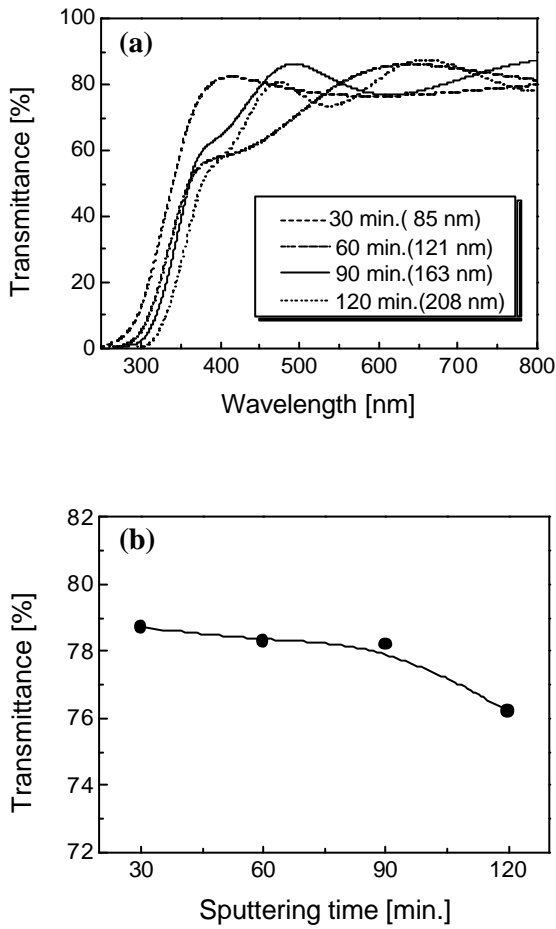 (a)
100
80
60
40
20
0
Transmittance [%]
30 min.( 85 nm)
60 min.(121 nm)
90 min.(163 nm)
120 min.(208 nm)
300 400 500 600 700 800
Wavelength [nm]
(b)
82
80
78
76
74
72
Transmittance [%]
30 60 90 120
Sputtering time [min.]